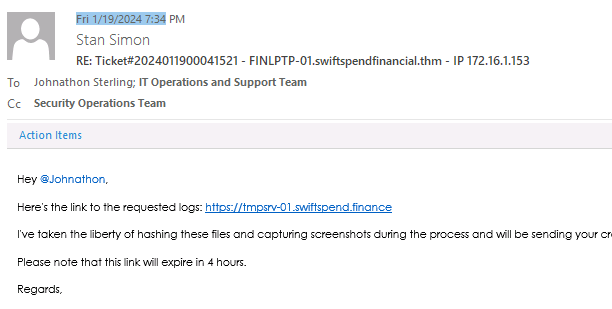 Fri 1/19/2024 7:34 PM
Stan Simon
RE: Ticket#2024011900041521 - FINLPTP-01.swiftspendfinancial.thm - IP 172.16.1.153
To Johnathon Sterling; IT Operations and Support Team
Cc Security Operations Team
Action Items
Hey @Johnathon,
Here's the link to the requested logs: https://tmpsrv-01.swiftspend.finance
I've taken the liberty of hashing these files and capturing screenshots during the process and will be sending your
Please note that this link will expire in 4 hours.
Regards,